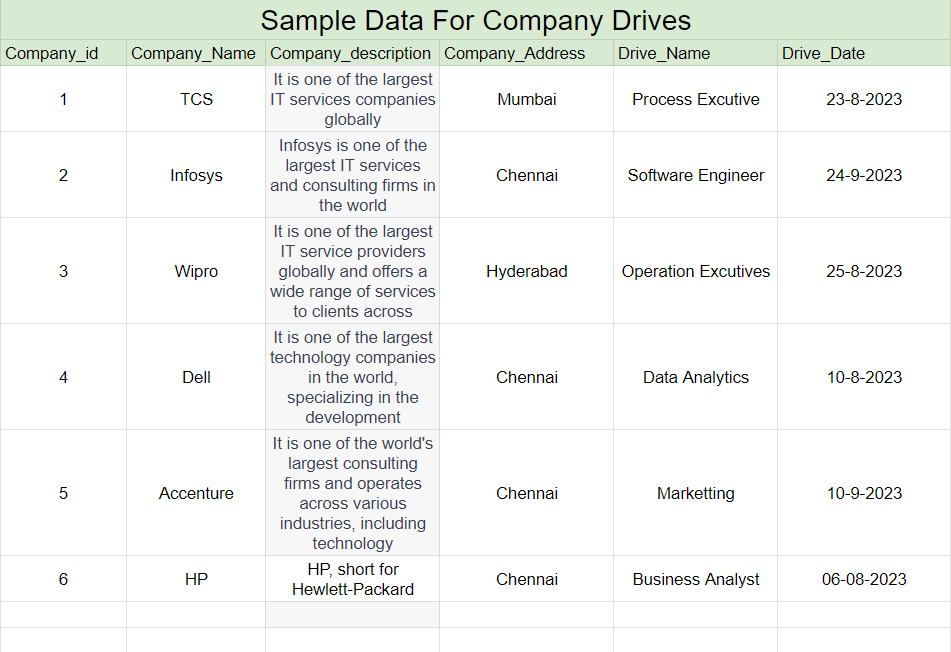 Sample Data For Company Drives
Company_id Company_Name Company_description Company_Address Drive_Name Drive_Date
It is one of the largest
1 TCS IT services companies Mumbai Process Excutive 23-8-2023
globally
Infosys is one of the
largest IT services
2 Infosys and consulting firms in Chennai Software Engineer 24-9-2023
the world
It is one of the largest
IT service providers
3 Wipro globally and offers a Hyderabad Operation Excutives 25-8-2023
wide range of services
to clients across
It is one of the largest
technology companies
4 Dell in the world, Chennai Data Analytics 10-8-2023
specializing in the
development
It is one of the world's
largest consulting
firms and operates
5 Accenture across various Chennai Marketting 10-9-2023
industries, including
technology
HP, short for
6 HP Hewlett-Packard Chennai Business Analyst 06-08-2023